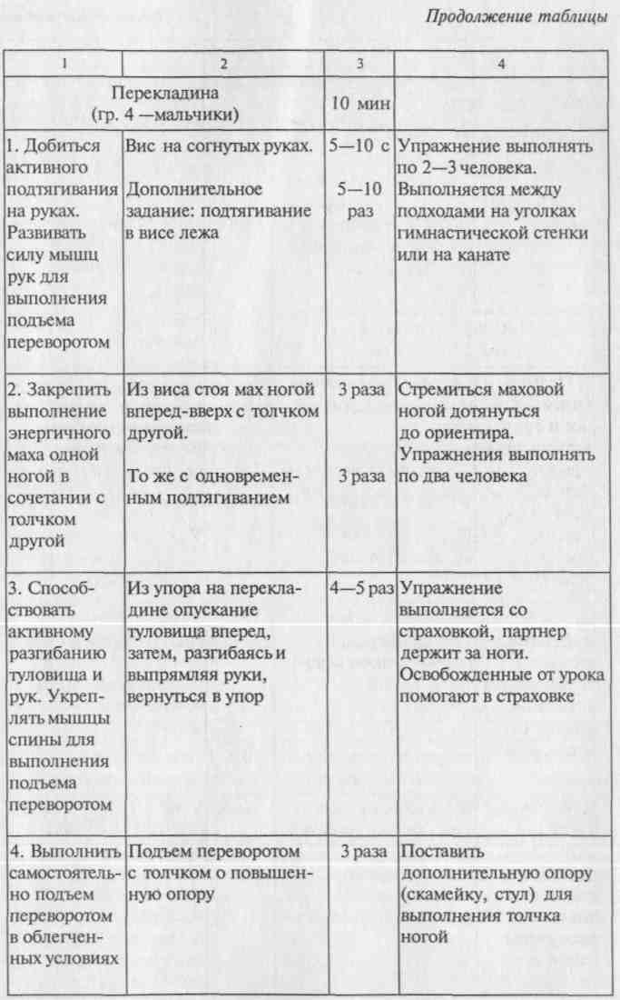 Продолжение таблицы
1
2
3
4
Перекладина
(гр. 4 —мальчики)
10 мин
1. Добиться
активного
подтягивания
на руках.
Развивать
силу мышц
рук для
выполнения
подъема
переворотом
Вис на согнутых руках.
Дополнительное
задание: подтягивание
в висе лежа
5—10 с
5—10
раз
Упражнение выполнять
по 2—3 человека.
Выполняется между
подходами на уголках
гимнастической стенки
или на канате
2. Закрепить
выполнение
энергичного
маха одной
ногой в
сочетании с
толчком
другой
Из виса стоя мах ногой
вперед-вверх с толчком
другой.
То же с одновремен-
ным подтягиванием
3 раза
3 раза
Стремиться маховой
ногой дотянуться
до ориентира.
Упражнения выполнять
по два человека
3. Способ-
ствовать
активному
разгибанию
туловища и
рук. Укреп-
лять мышцы
спины для
выполнения
подъема
переворотом
Из упора на перекла-
дине опускание
туловища вперед,
затем, разгибаясь и
выпрямляя руки,
вернуться в упор
4—5 раз
Упражнение
выполняется со
страховкой, партнер
держит за ноги.
Освобожденные от урока
помогают в страховке
4. Выполнить
самостоятель-
но подъем
переворотом
в облегчен-
ных условиях
Подъем переворотом
с толчком о повышен-
ную опору
3 раза
Поставить
дополнительную опору
(скамейку, стул) для
выполнения толчка
ногой